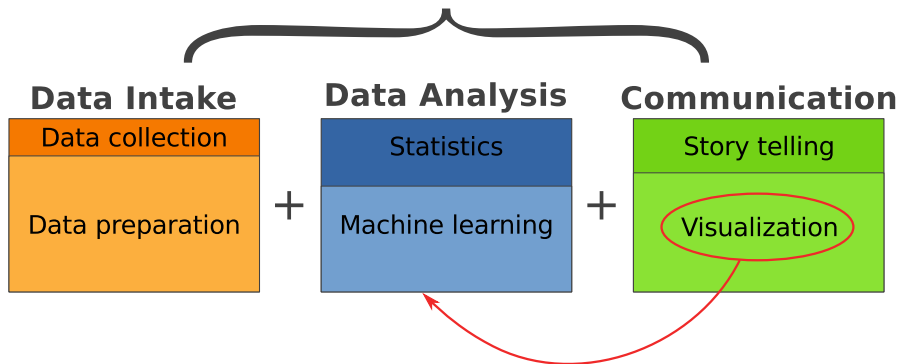 Data Intake
Data collection
Data preparation
+
Data Analysis
Statistics
Machine learning
+
Communication
Story telling
Visualization